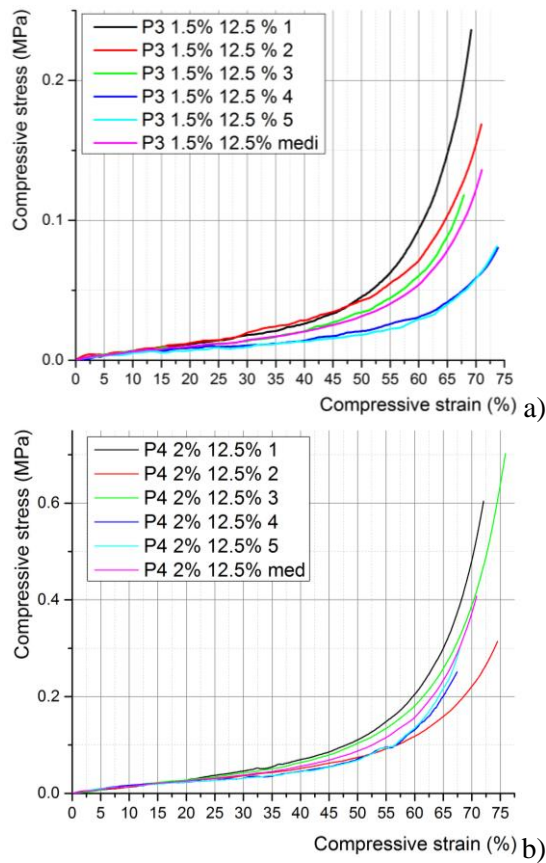 Compressive stress (MPa)
P3 1.5% 12.5 % 1
P3 1.5% 12.5 % 2
P3 1.5% 12.5 % 3
P3 1.5% 12.5 % 4
P3 1.5% 12.5 % 5
P3 1.5% 12.5% medi
0.2
0.1
0.0
0 5 10 15 20 25 30 35 40 45 50 55 60 65 70 75
Compressive strain (%)
a)
Compressive stress (MPa)
P4 2% 12.5% 1
P4 2% 12.5% 2
P4 2% 12.5% 3
P4 2% 12.5% 4
P4 2% 12.5% 5
P4 2% 12.5% med
0.6
0.4
0.2
0.0
0 5 10 15 20 25 30 35 40 45 50 55 60 65 70 75
Compressive strain (%)
b)